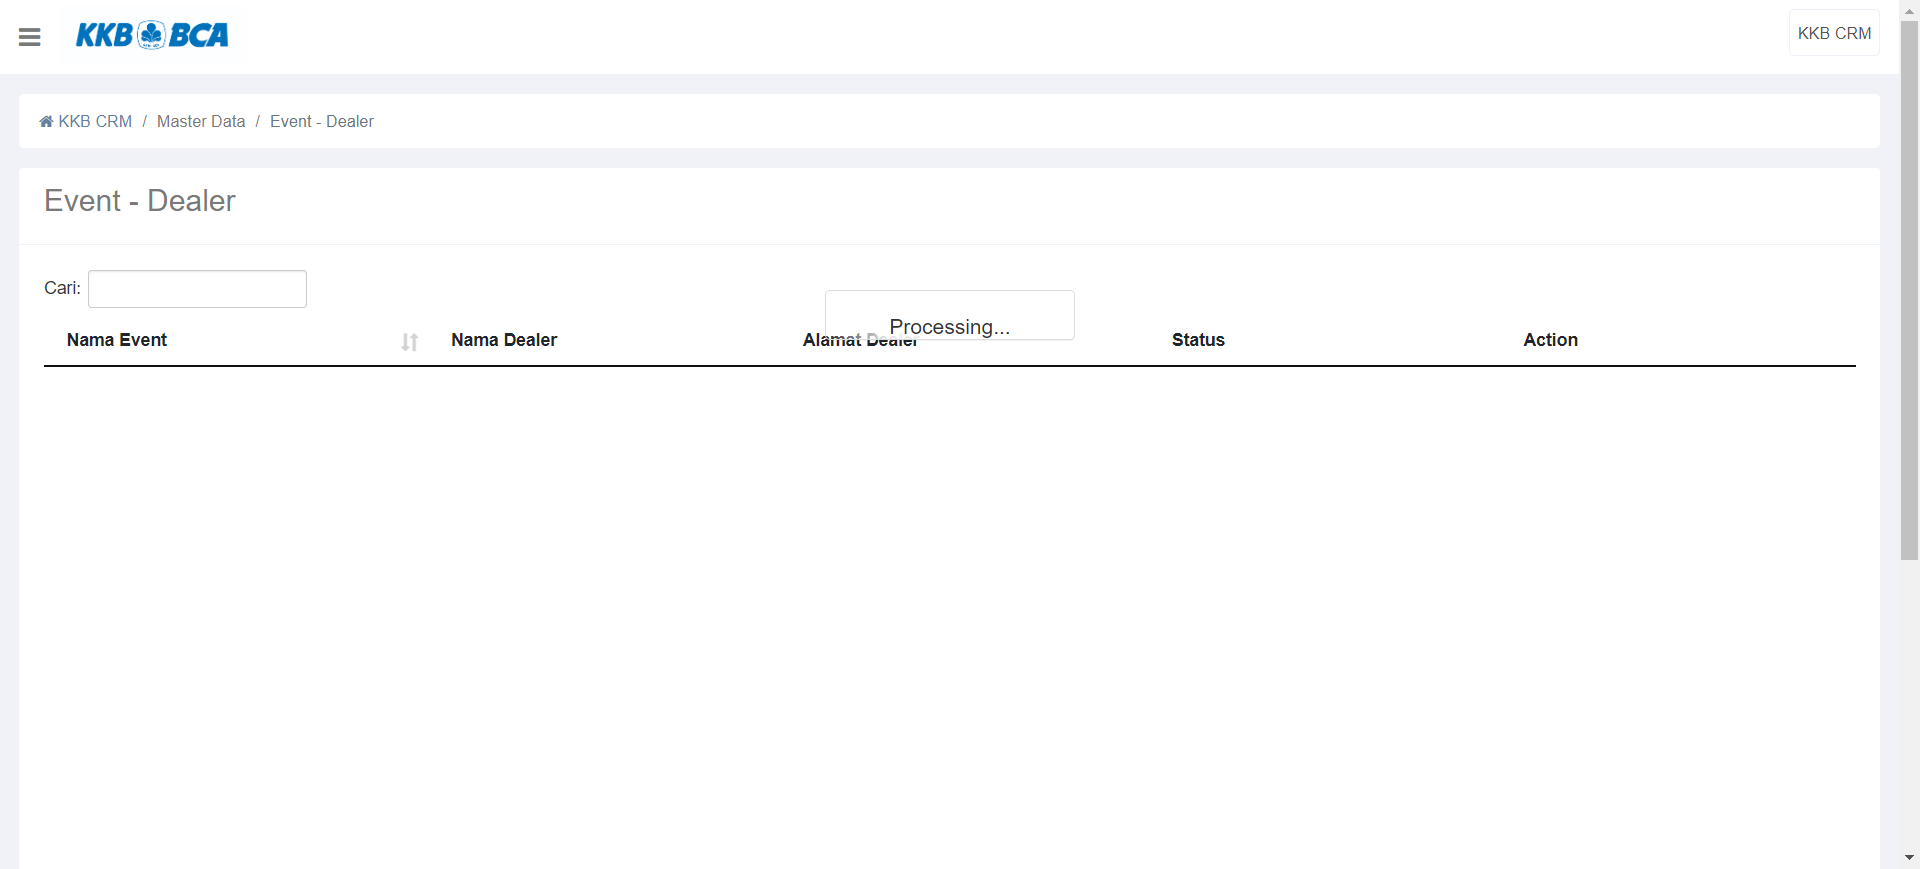 KKB BCA
KKB CRM
KKB CRM / Master Data / Event - Dealer
Event - Dealer
Cari:
Processing...
Nama Event Nama Dealer Alamat Dealer Status Action